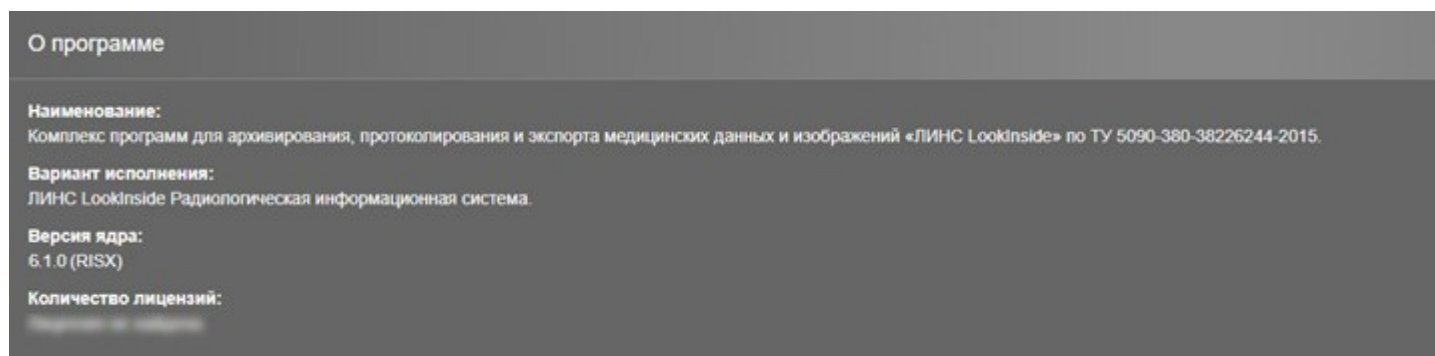 О программе
Наименование:
Комплекс программ для архивирования, протоколирования и экспорта медицинских данных и изображений «ЛИНС LookInside» по ТУ 5090-380-38226244-2015.
Вариант исполнения:
ЛИНС LookInside Радиологическая информационная система.
Версия ядра:
6.1.0 (RISX)
Количество лицензий: